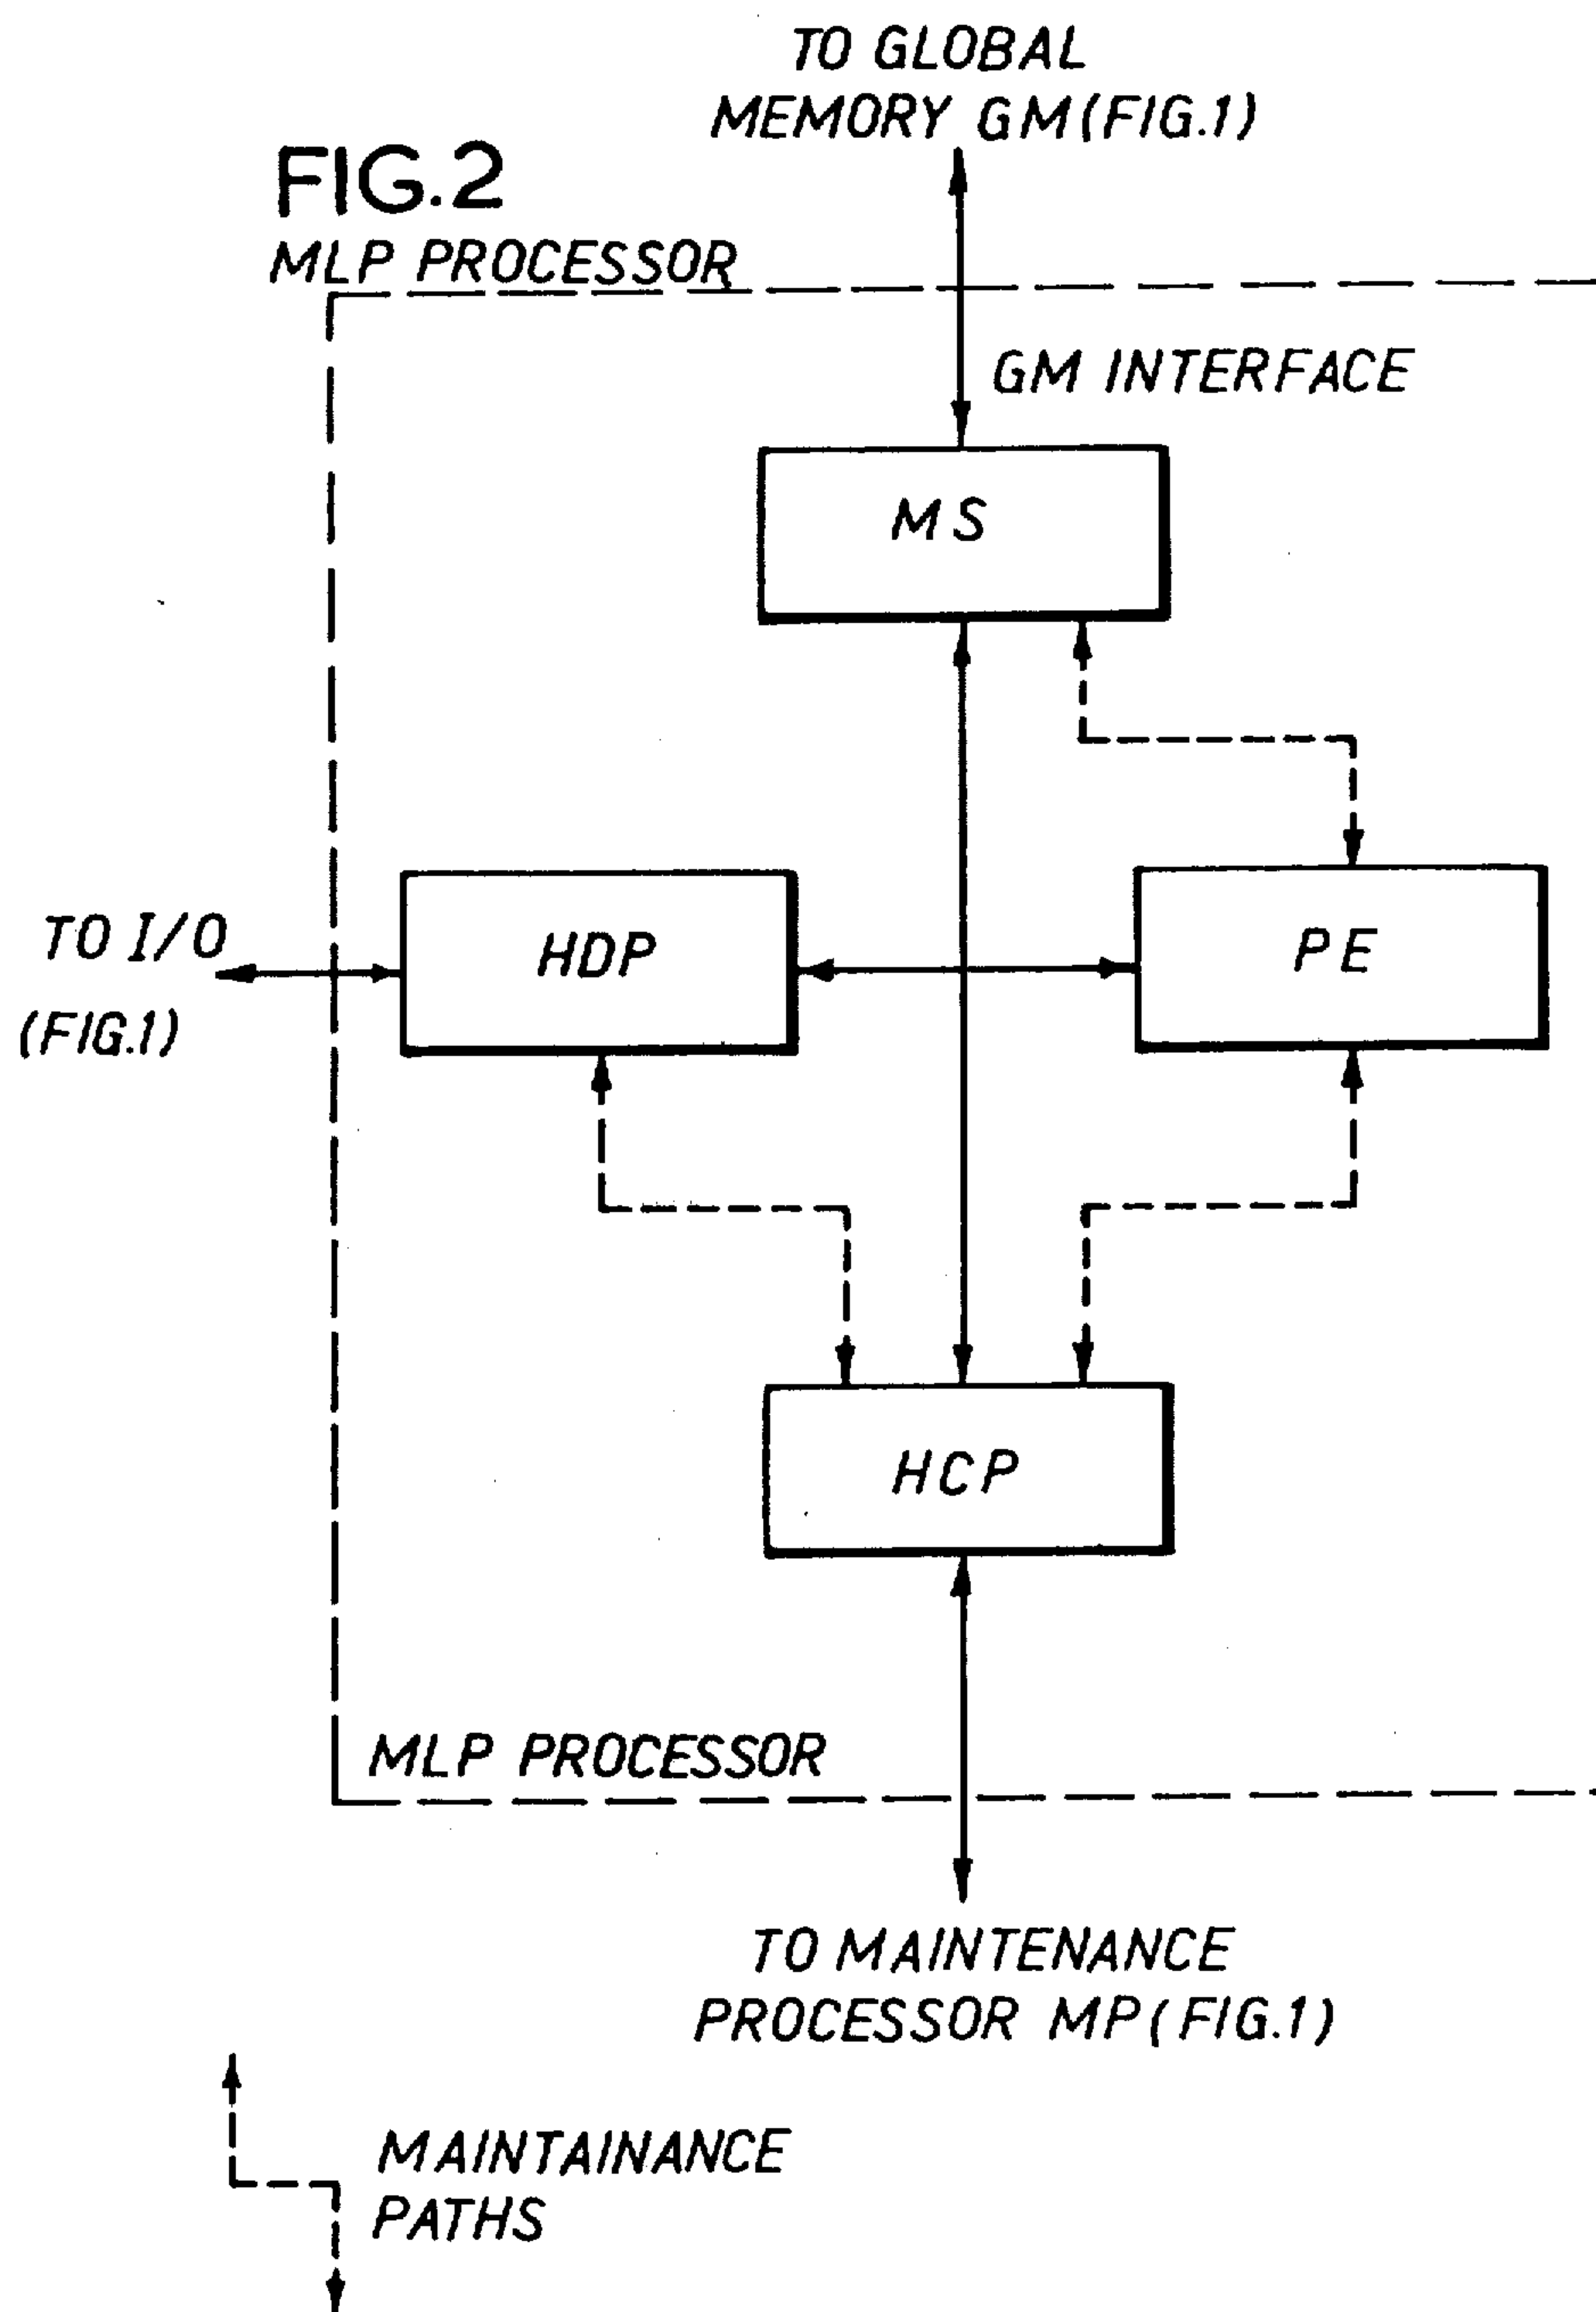 TO GLOBAL
MEMORY GM(FIG.1)
FIG.2
MLP PROCESSOR
GM INTERFACE
MS
TO I/O
(FIG.1)
HDP
PE
HCP
MLP PROCESSOR
TO MAINTENANCE
PROCESSOR MP(FIG.1)
MAINTAINANCE
PATHS